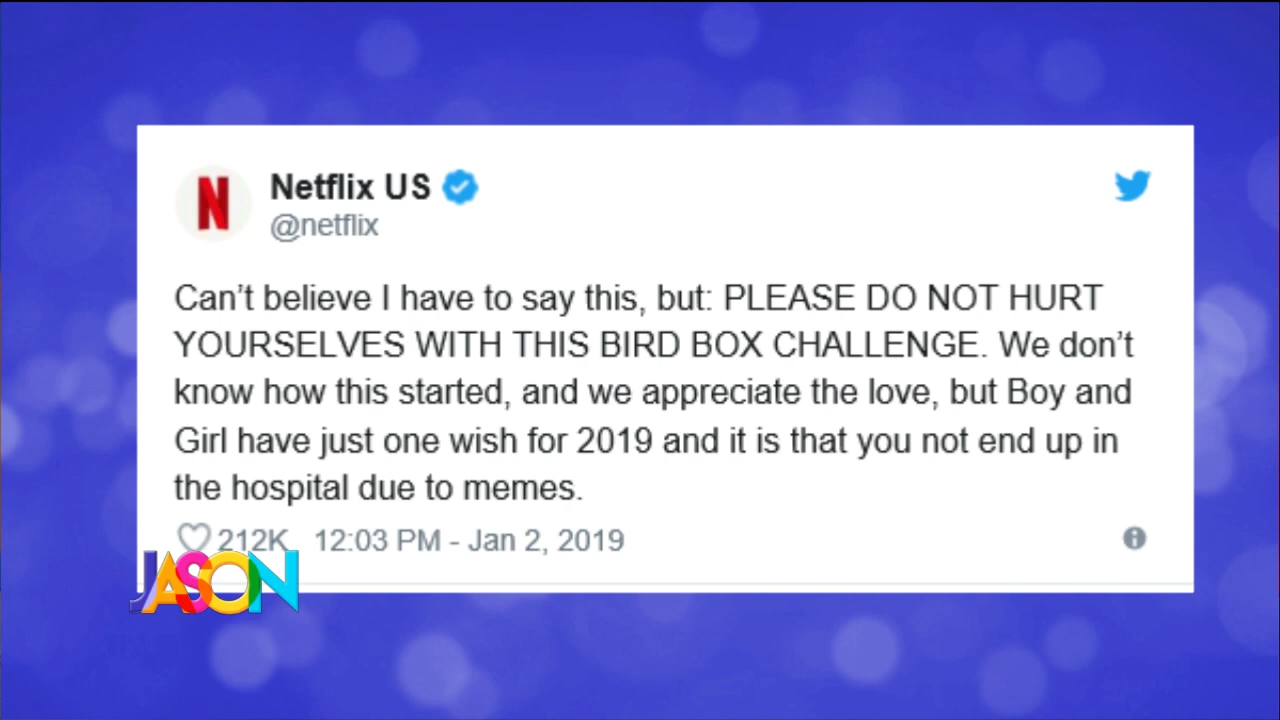 Netflix US
@netflix
Can't believe I have to say this, but: PLEASE DO NOT HURT
YOURSELVES WITH THIS BIRD BOX CHALLENGE. We don't
know how this started, and we appreciate the love, but Boy and
Girl have just one wish for 2019 and it is that you not end up in
the hospital due to memes.
212K 12:03 PM - Jan 2, 2019
JASON